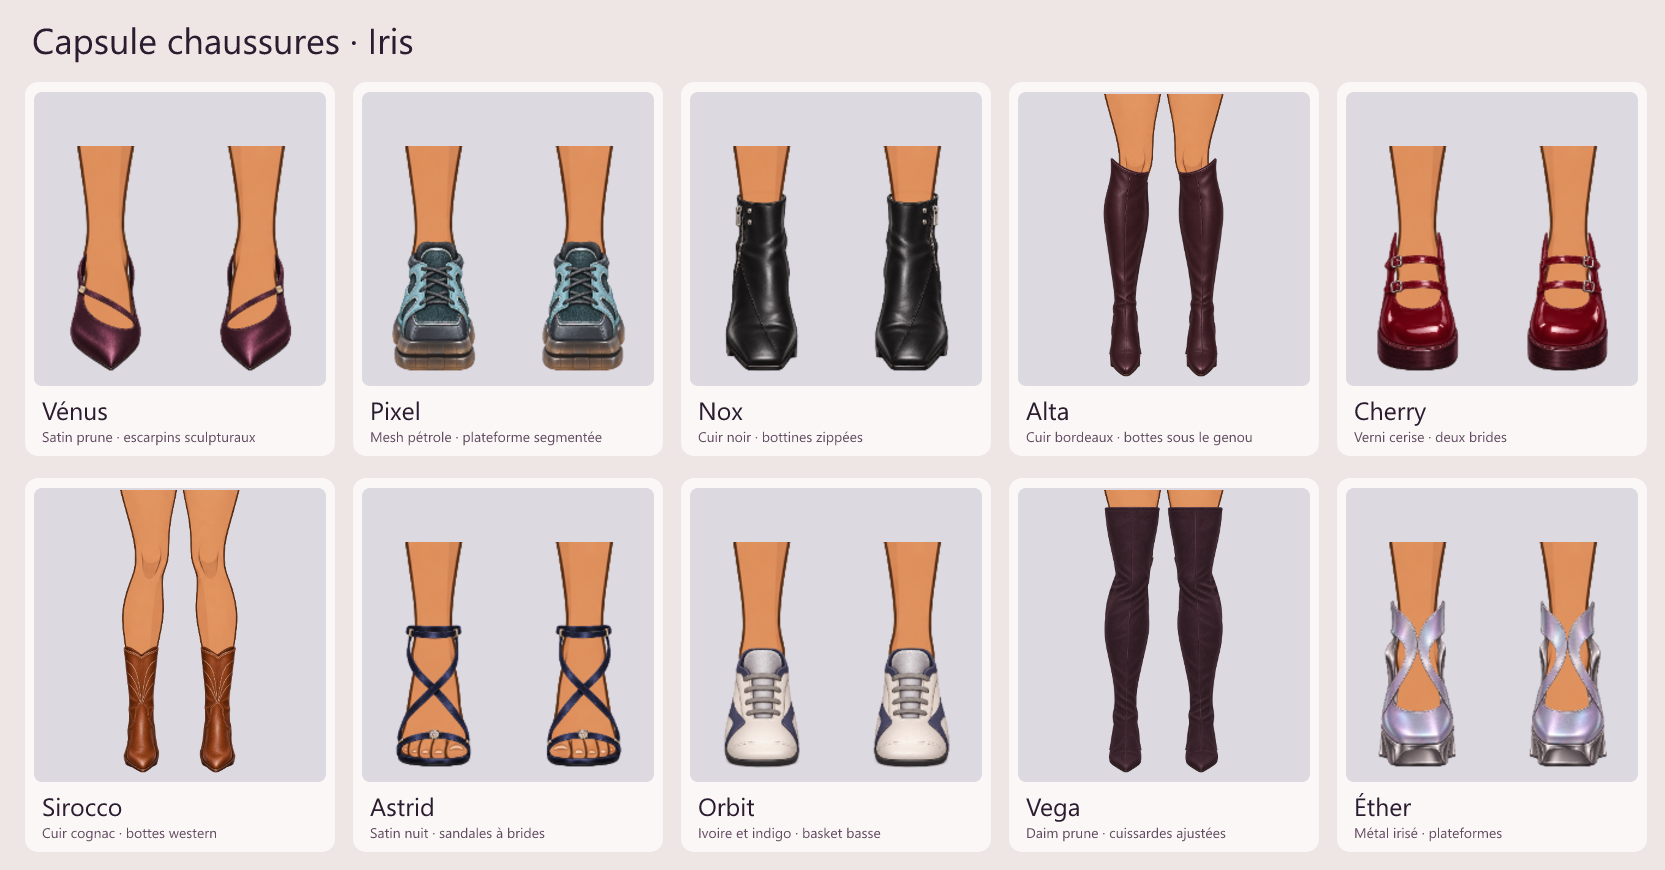 Capsule chaussures · Iris
Vénus
Satin prune · escarpins sculpturaux
Pixel
Mesh pétrole · plateforme segmentée
Nox
Cuir noir · bottines zippées
Alta
Cuir bordeaux · bottes sous le genou
Cherry
Verni cerise · deux brides
Sirocco
Cuir cognac · bottes western
Astrid
Satin nuit · sandales à brides
Orbit
Ivoire et indigo · basket basse
Vega
Daim prune · cuissardes ajustées
Éther
Métal irisé · plateformes